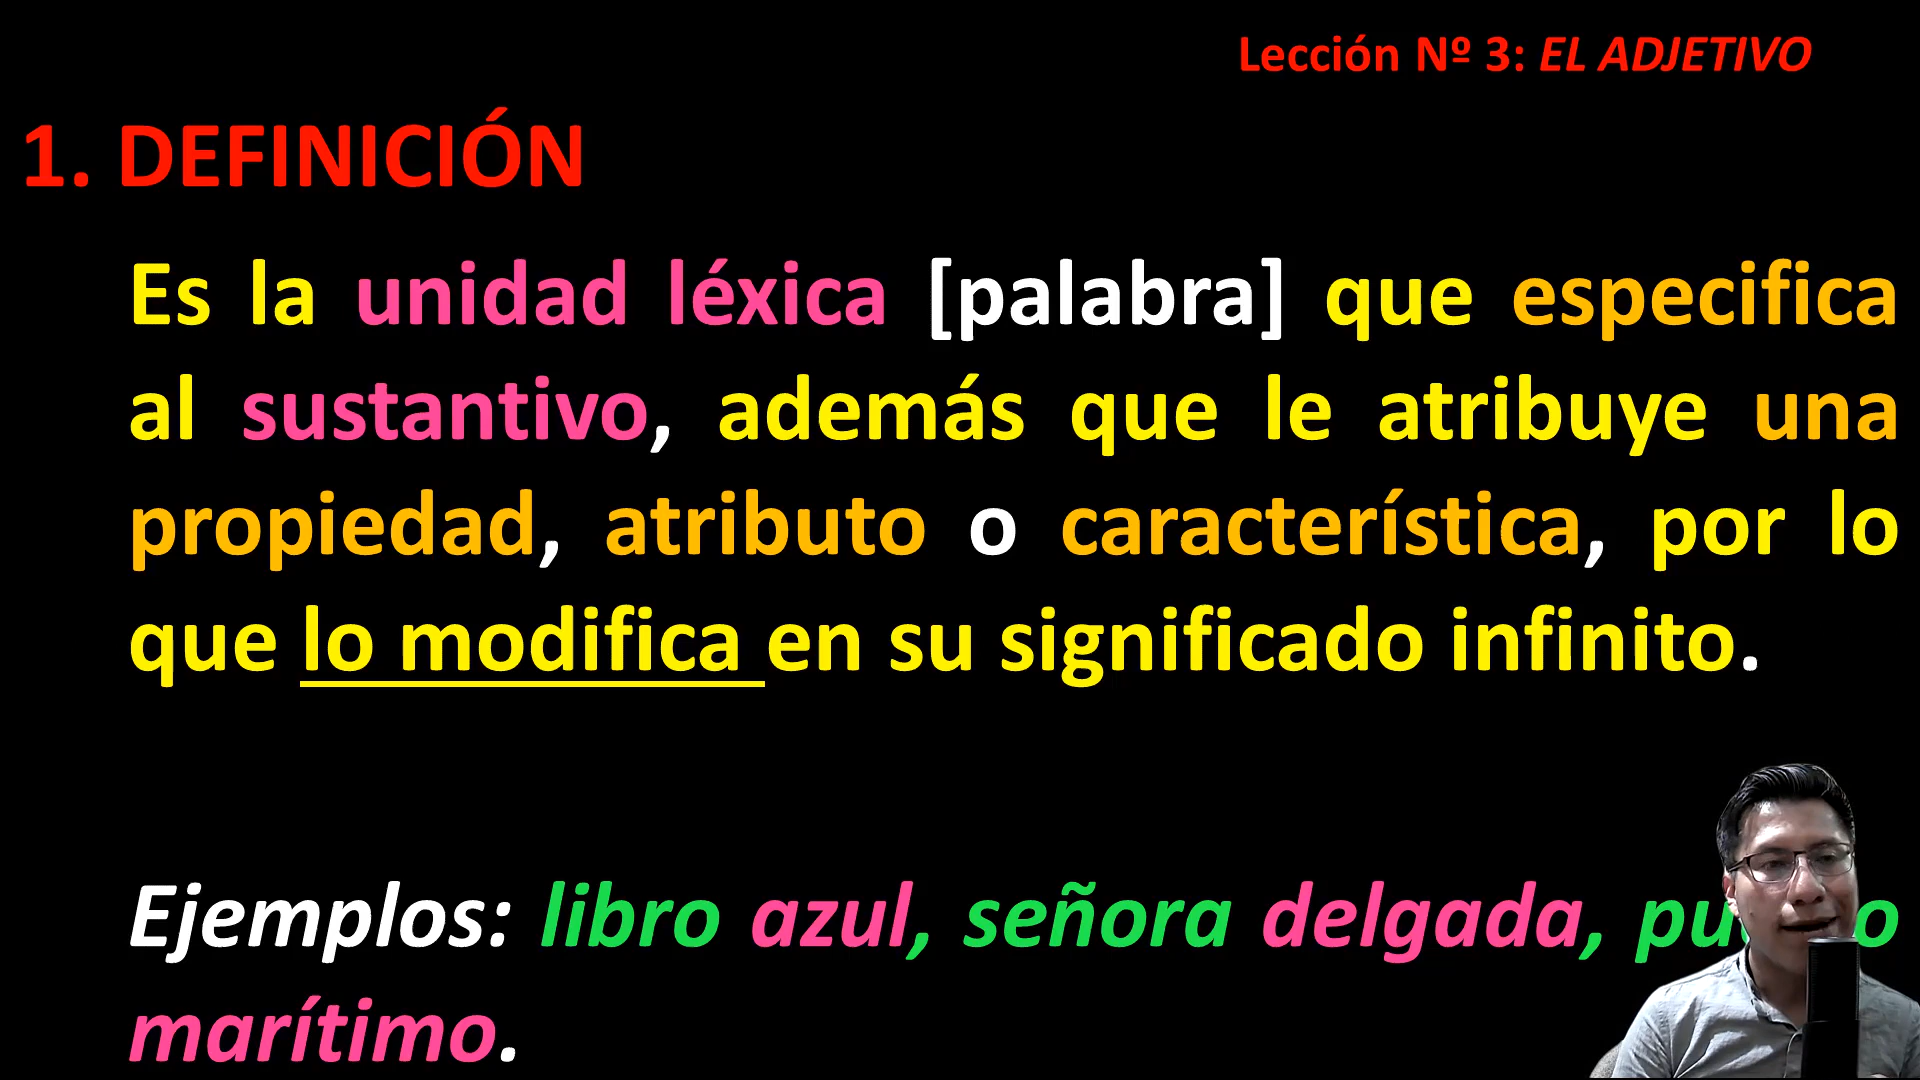 Lección Nº 3: EL ADJETIVO
1. DEFINICIÓN
Es la unidad léxica [palabra] que especifica
al sustantivo, además que le atribuye una
propiedad, atributo o característica, por lo
que lo modifica en su significado infinito.
Ejemplos: libro azul, señora delgada,
marítimo.